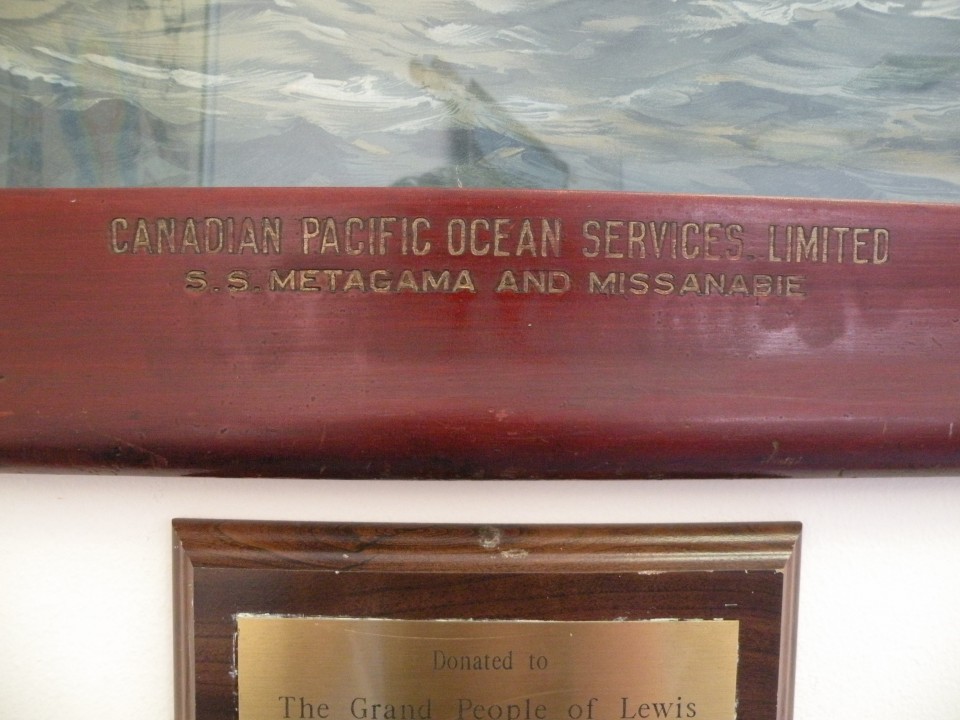 CANADIAN PACIFIC OCEAN SERVICES. LIMITED
S.S. METAGAMA AND MISSANABIE
Donated to
The Grand People of Lewis